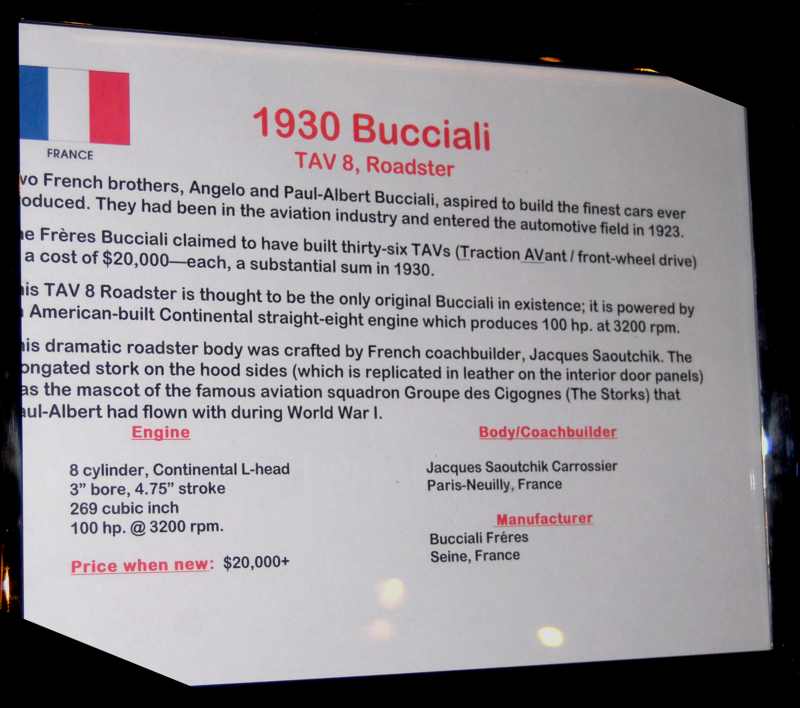 FRANCE
1930 Bucciali
TAV 8, Roadster
wo French brothers, Angelo and Paul-Albert Bucciali, aspired to build the finest cars ever
oduced. They had been in the aviation industry and entered the automotive field in 1923.
e Frères Bucciali claimed to have built thirty-six TAVs (Traction AVant / front-wheel drive)
a cost of $20,000—each, a substantial sum in 1930.
is TAV 8 Roadster is thought to be the only original Bucciali in existence; it is powered by
American-built Continental straight-eight engine which produces 100 hp. at 3200 rpm.
is dramatic roadster body was crafted by French coachbuilder, Jacques Saoutchik. The
ongated stork on the hood sides (which is replicated in leather on the interior door panels)
as the mascot of the famous aviation squadron Groupe des Cigognes (The Storks) that
aul-Albert had flown with during World War I.
Engine
8 cylinder, Continental L-head
3” bore, 4.75” stroke
269 cubic inch
100 hp. @ 3200 rpm.
Price when new: $20,000+
Body/Coachbuilder
Jacques Saoutchik Carrossier
Paris-Neuilly, France
Manufacturer
Bucciali Fréres
Seine, France